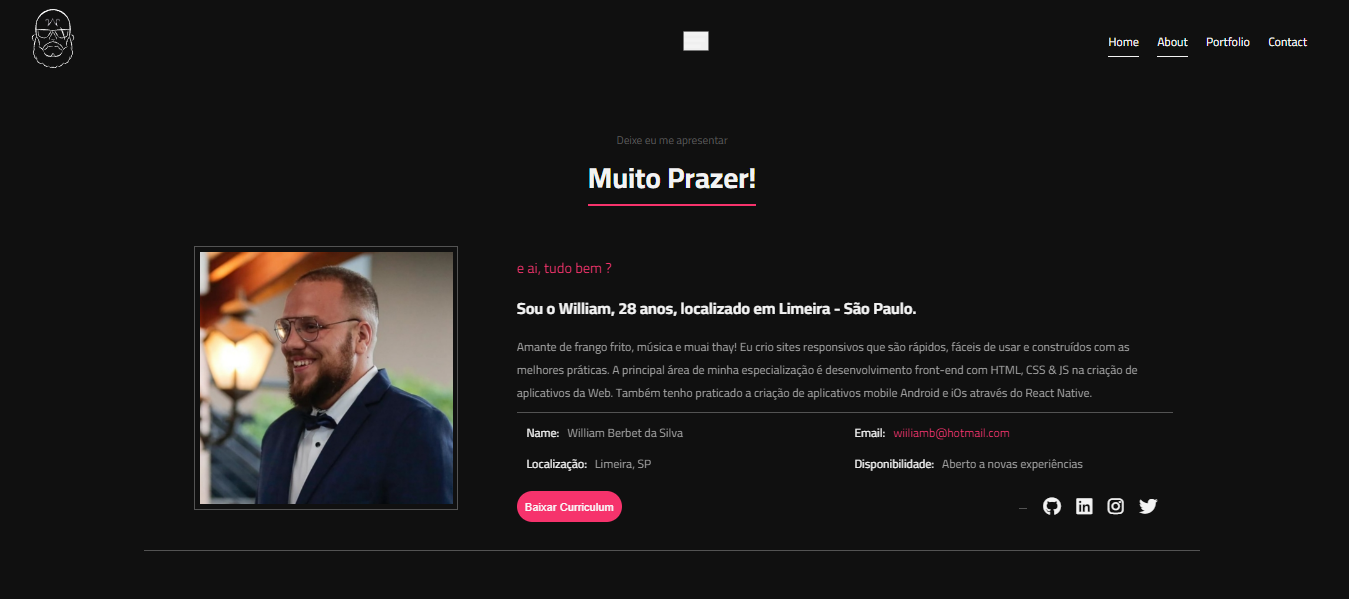 Home About Portfolio Contact
Deixe eu me apresentar
Muito Prazer!
e ai, tudo bem ?
Sou o William, 28 anos, localizado em Limeira - São Paulo.
Amante de frango frito, música e muai thay! Eu crio sites responsivos que são rápidos, fáceis de usar e construídos com as
melhores práticas. A principal área de minha especialização é desenvolvimento front-end com HTML, CSS & JS na criação de
aplicativos da Web. Também tenho praticado a criação de aplicativos mobile Android e iOs através do React Native.
Name: William Berbet da Silva
Email: wiiliamb@hotmail.com
Localização: Limeira, SP
Disponibilidade: Aberto a novas experiências
Baixar Curriculum